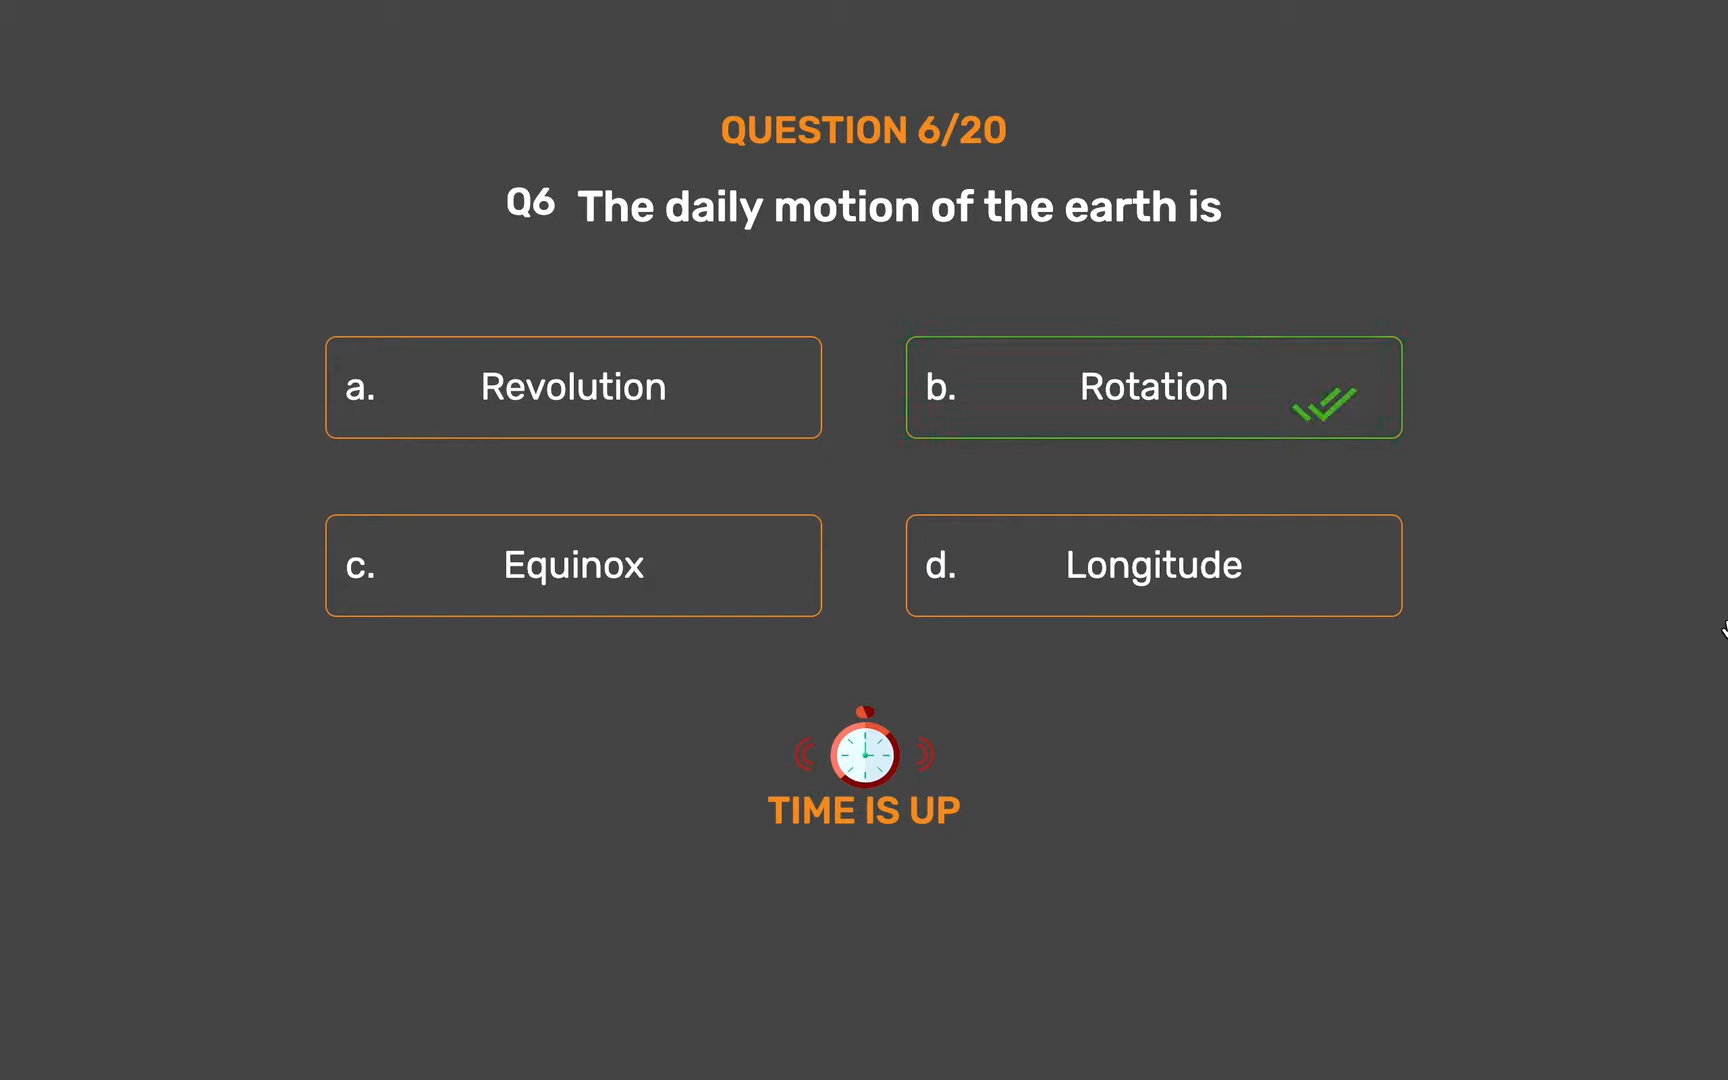 QUESTION 6/20
Q6 The daily motion of the earth is
a. Revolution
b. Rotation
c. Equinox
d. Longitude
TIME IS UP